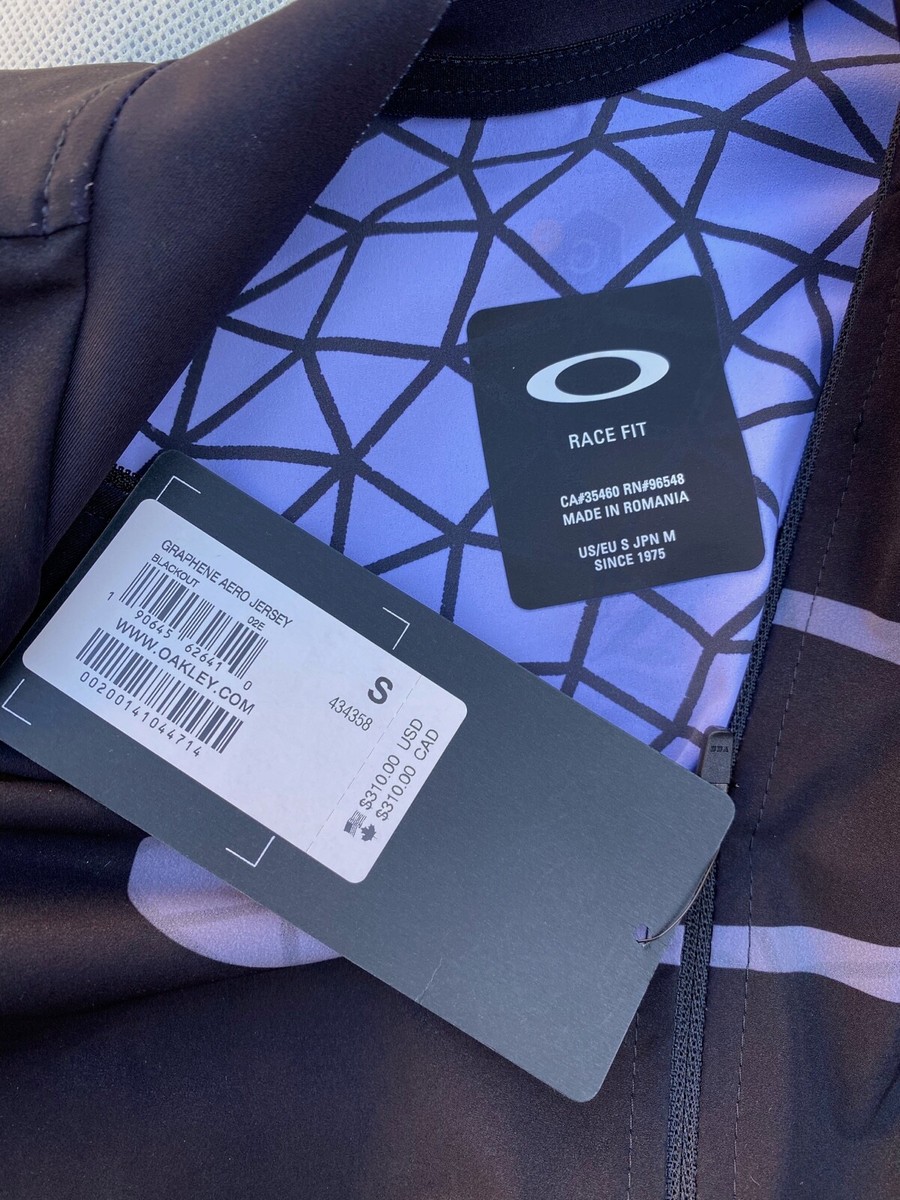 RACE FIT
CA#35460 RN#96548
MADE IN ROMANIA
US/EU S JPN M
SINCE 1975
GRAPHENE AERO JERSEY
BLACKOUT 02E
1 90645 62641 0
WWW.OAKLEY.COM
00200141044714
S
434358
$310.00 USD
$310.00 CAD